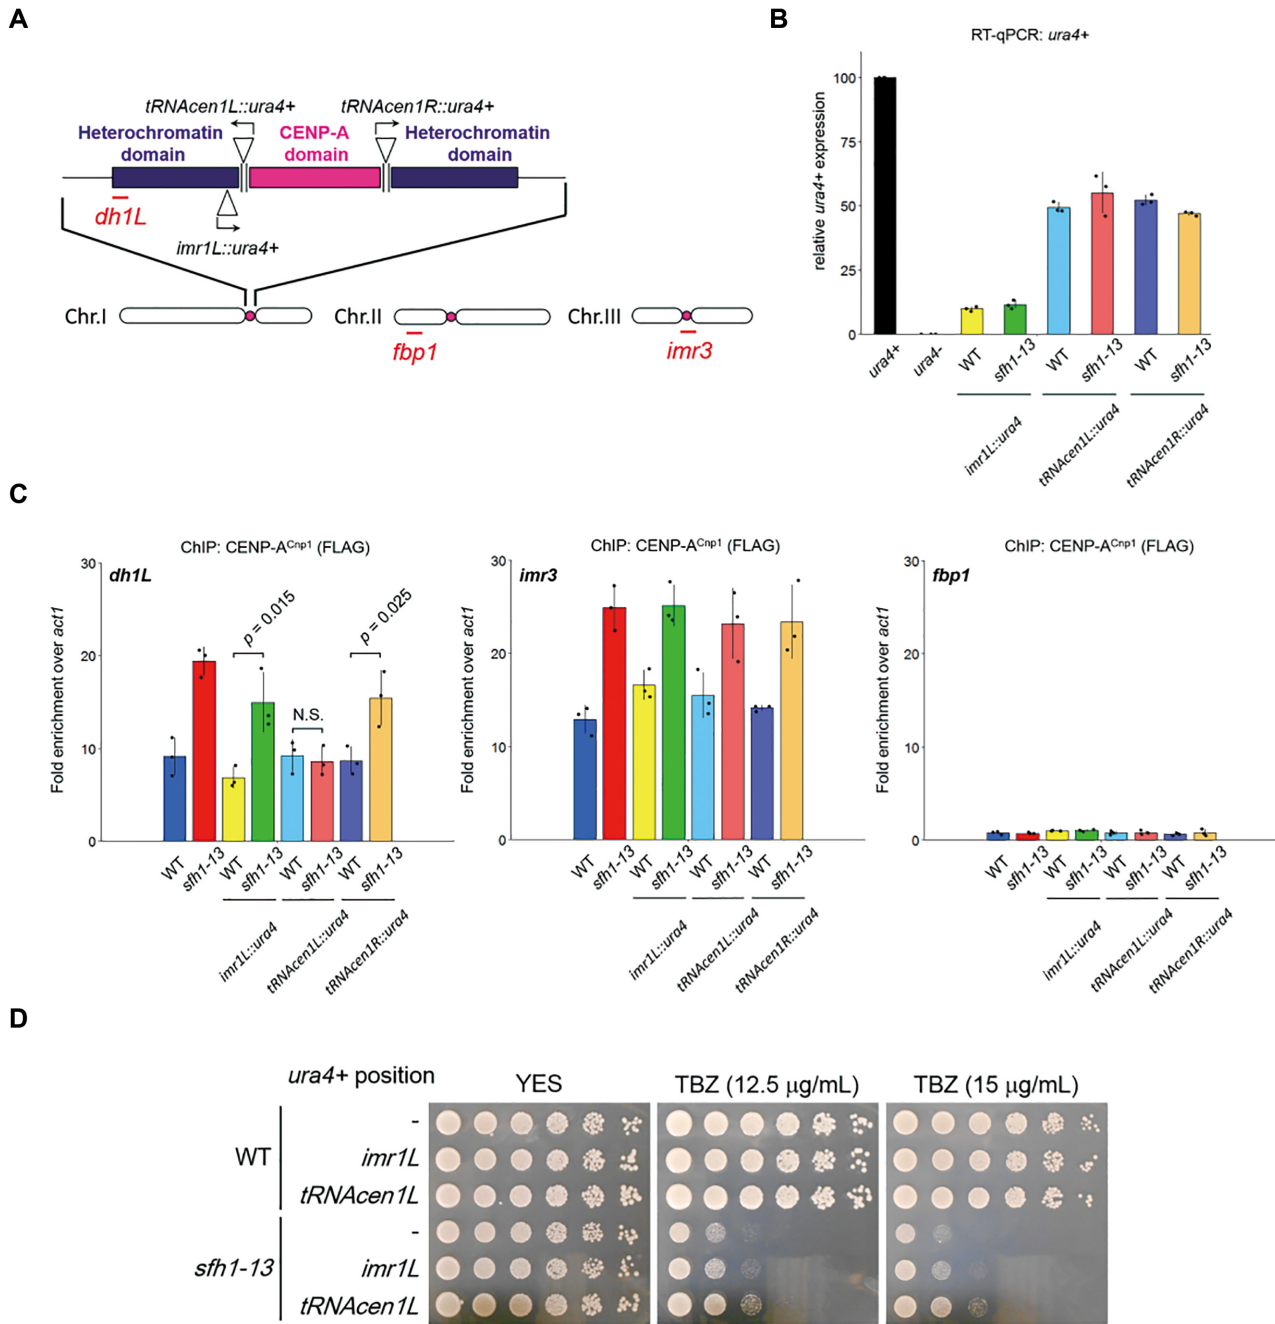 A
tRNAcen1L::ura4+ tRNAcen1R::ura4+
Heterochromatin domain
CENP-A domain
Heterochromatin domain
dh1L
imr1L::ura4+
Chr.I
Chr.II
Chr.III
fbp1
imr3
B
RT-qPCR: ura4+
relative ura4+ expression
100
75
50
25
0
ura4+
ura4-
WT
sfh1-13
WT
sfh1-13
WT
sfh1-13
imr1L::ura4
tRNAcen1L::ura4
tRNAcen1R::ura4
C
ChIP: CENP-ACnp1 (FLAG)
dh1L
Fold enrichment over act1
30
20
10
0
p = 0.015
N.S.
p = 0.025
WT
sfh1-13
WT
sfh1-13
WT
sfh1-13
WT
sfh1-13
imr1L::ura4
tRNAcen1L::ura4
tRNAcen1R::ura4
ChIP: CENP-ACnp1 (FLAG)
imr3
Fold enrichment over act1
30
20
10
0
WT
sfh1-13
WT
sfh1-13
WT
sfh1-13
WT
sfh1-13
imr1L::ura4
tRNAcen1L::ura4
tRNAcen1R::ura4
ChIP: CENP-ACnp1 (FLAG)
fbp1
Fold enrichment over act1
30
20
10
0
WT
sfh1-13
WT
sfh1-13
WT
sfh1-13
WT
sfh1-13
imr1L::ura4
tRNAcen1L::ura4
tRNAcen1R::ura4
D
ura4+ position
YES
TBZ (12.5 μg/mL)
TBZ (15 μg/mL)
WT
-
imr1L
tRNAcen1L
sfh1-13
-
imr1L
tRNAcen1L